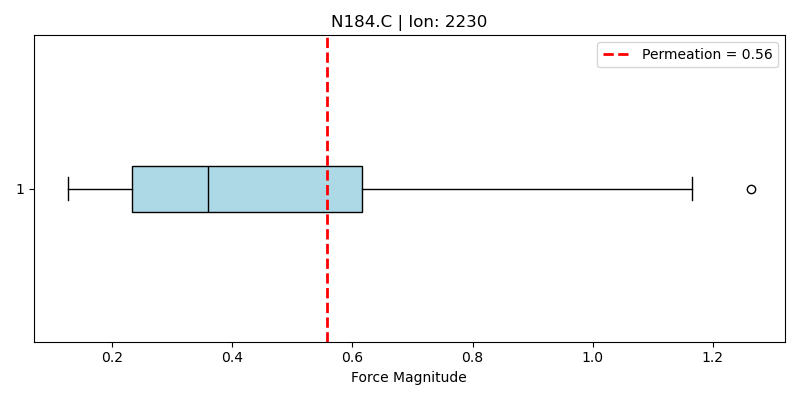 N184.C | Ion: 2230
Permeation = 0.56
1
0.2 0.4 0.6 0.8 1.0 1.2
Force Magnitude